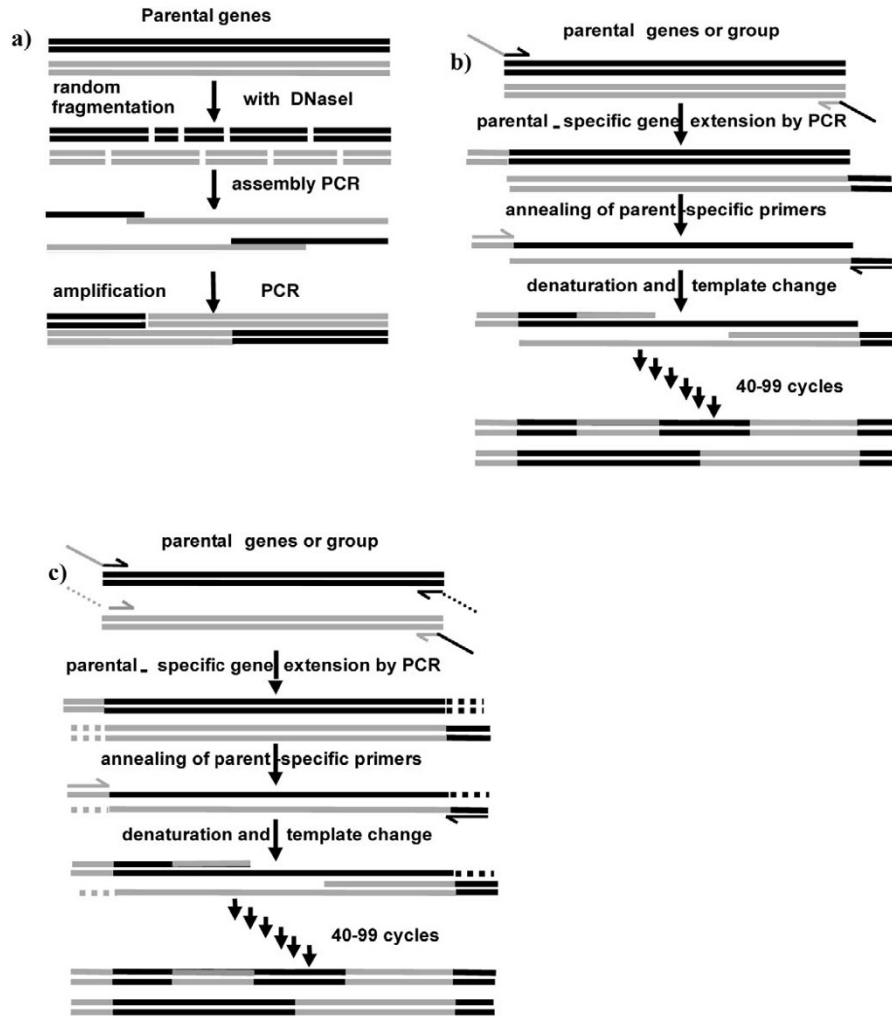 a)
Parental genes
random
fragmentation
with DNaseI
assembly PCR
amplification PCR
b)
parental genes or group
parental - specific gene extension by PCR
annealing of parent-specific primers
denaturation and template change
40-99 cycles
c)
parental genes or group
parental - specific gene extension by PCR
annealing of parent-specific primers
denaturation and template change
40-99 cycles